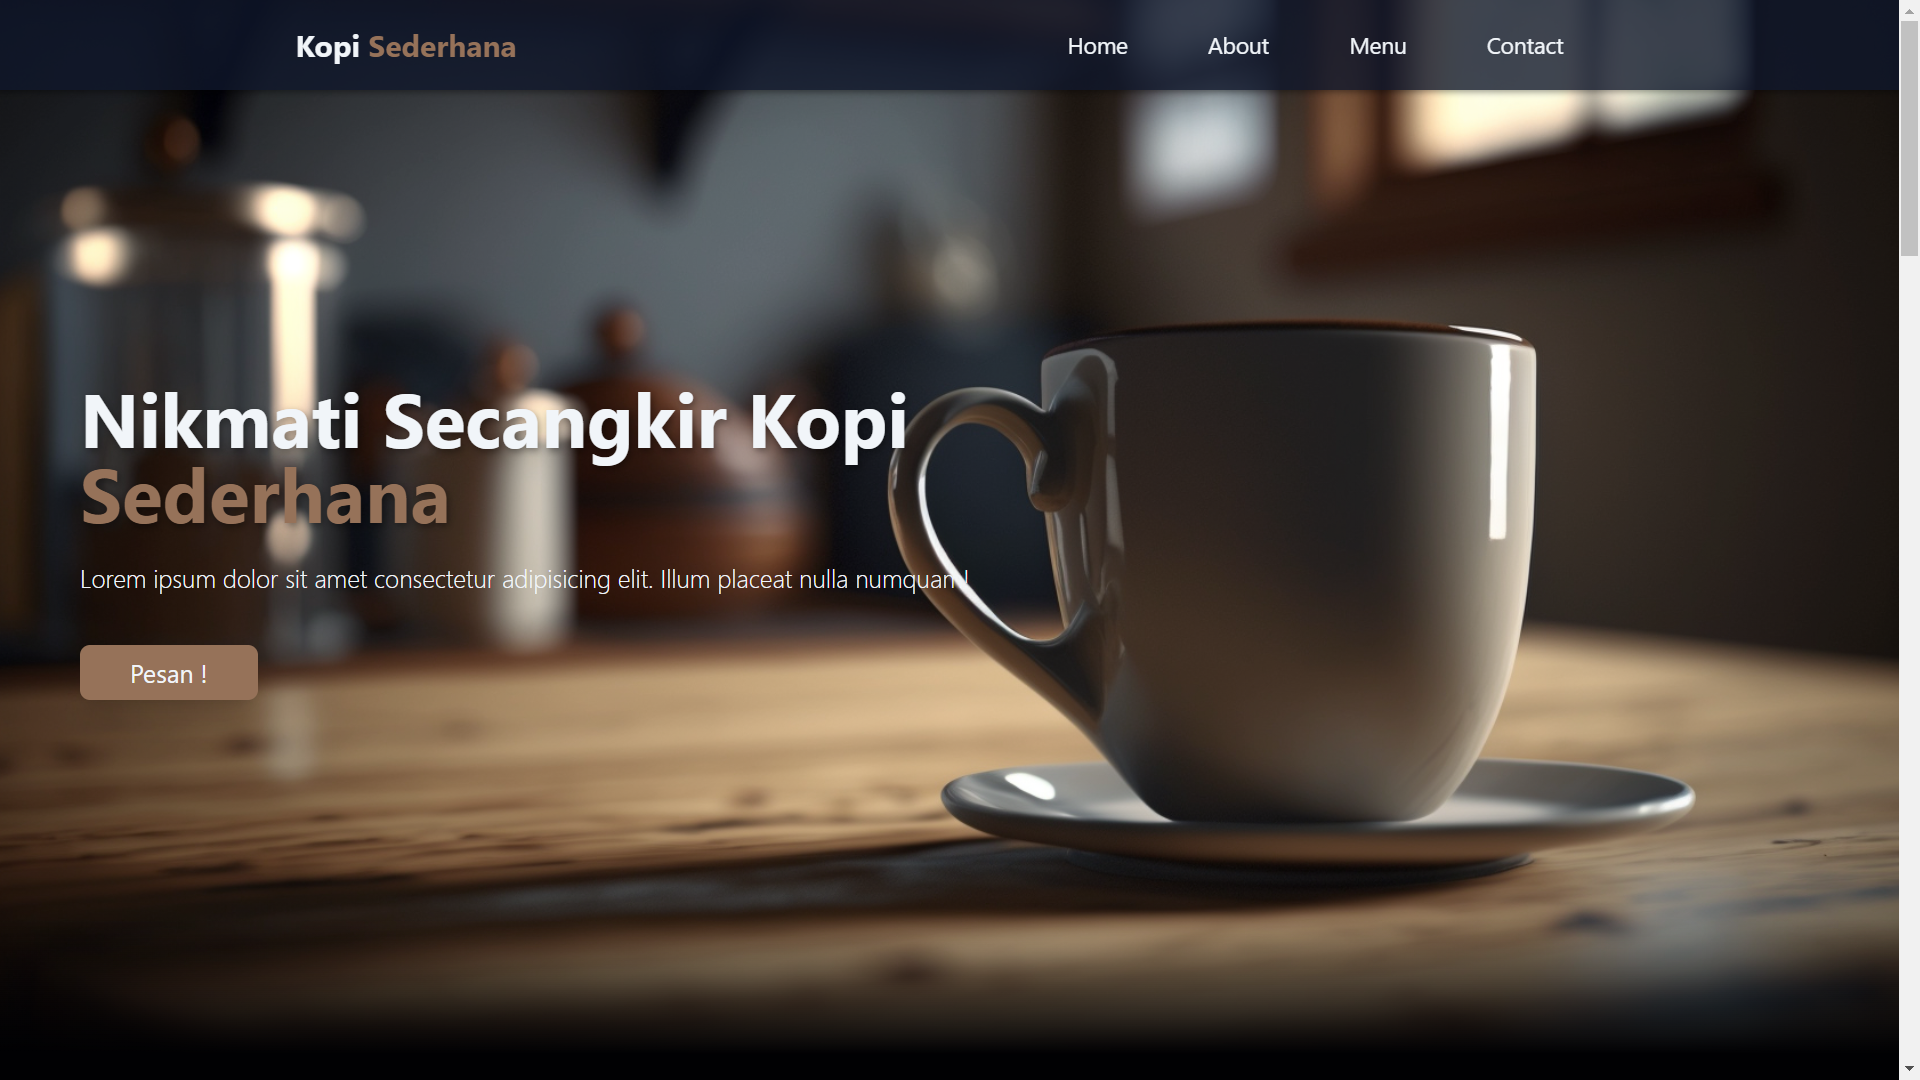 Kopi Sederhana
Home About Menu Contact
Nikmati Secangkir Kopi
Sederhana
Lorem ipsum dolor sit amet consectetur adipisicing elit. Illum placeat nulla numquam!
Pesan !